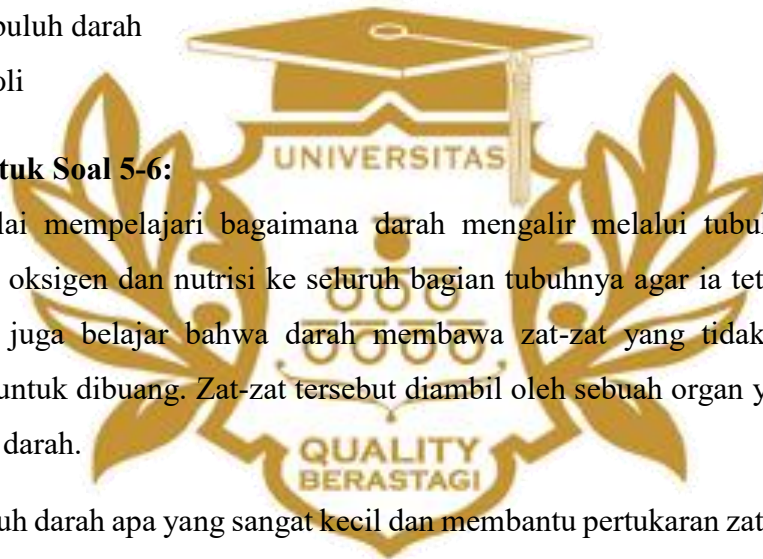 buluh darah
oli
UNIVERSITAS
tuk Soal 5-6:
lai mempelajari bagaimana darah mengalir melalui tubuh
oksigen dan nutrisi ke seluruh bagian tubuhnya agar ia tet
juga belajar bahwa darah membawa zat-zat yang tidak
untuk dibuang. Zat-zat tersebut diambil oleh sebuah organ y
darah.
QUALITY
BERASTAGI
uh darah apa yang sangat kecil dan membantu pertukaran zat